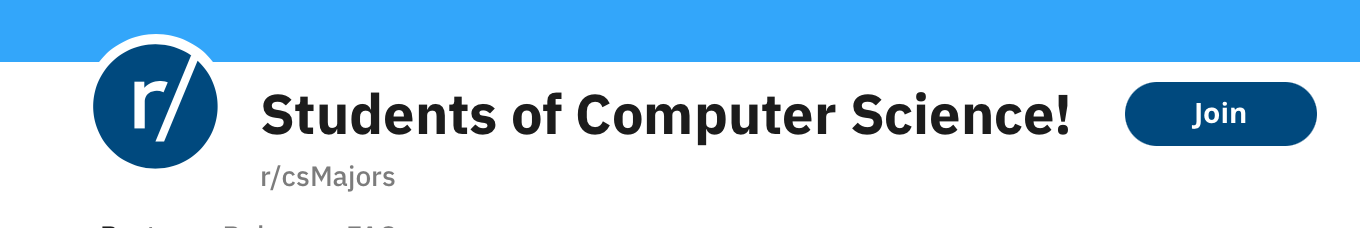 r/
Students of Computer Science!
Join
r/csMajors